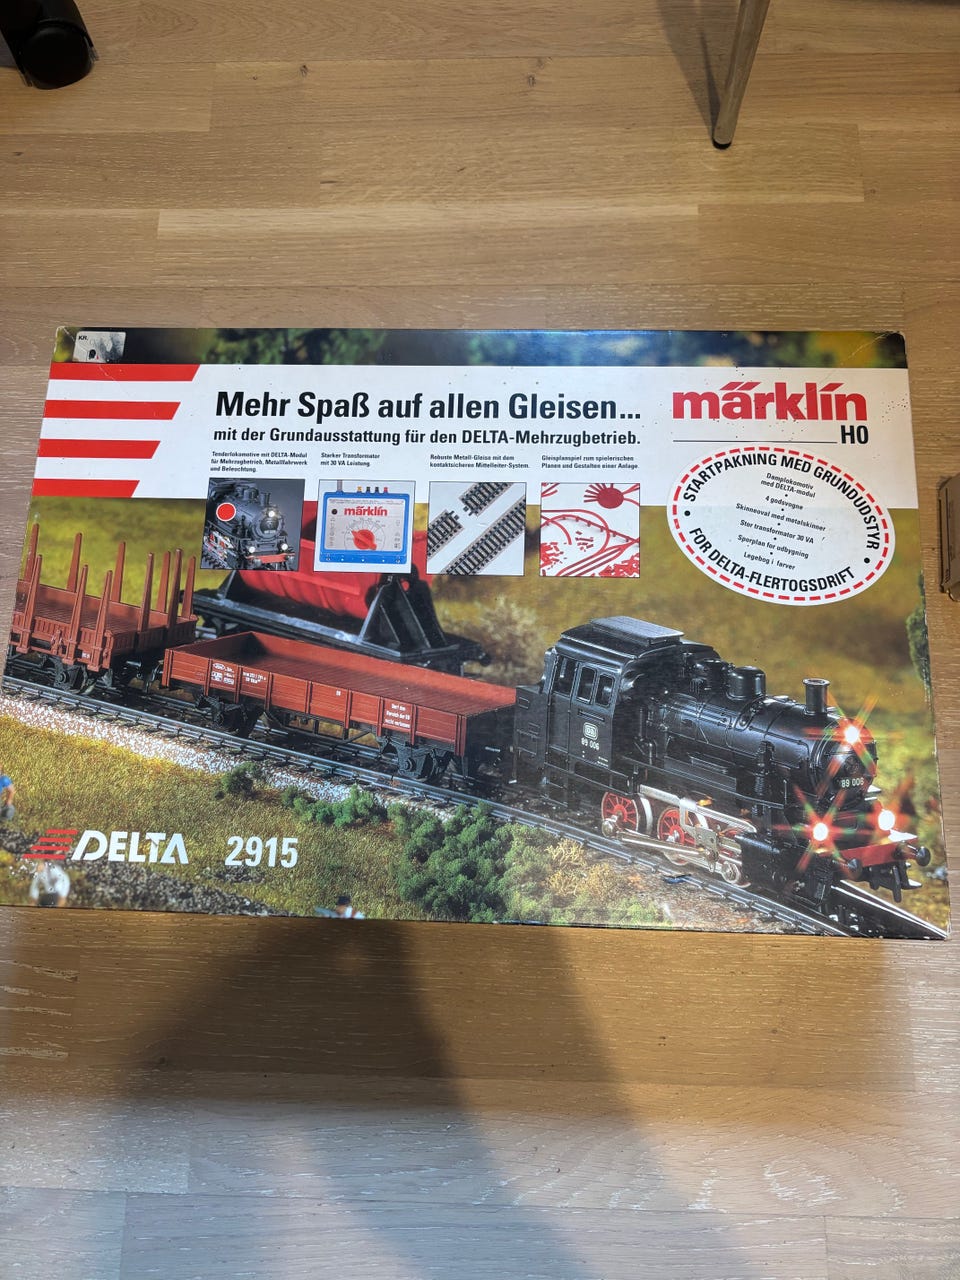 KR.
Mehr Spaß auf allen Gleisen...
mit der Grundausstattung für den DELTA-Mehrzugbetrieb.
märklin
H0
Tenderlokomotive mit DELTA-Modul
für Mehrzugbetrieb, Metallfahrwerk
und Beleuchtung.
Starker Transformator
mit 30 VA Leistung.
Robuste Metall-Gleise mit dem
kontaktsicheren Mittelleiter-System.
Gleisplanspiel zum spielerischen
Planen und Gestalten einer Anlage.
märklin
STARTPAKNING MED GRUNDUDSTYR
Damplokomotiv
med DELTA-modul
•
4 godsvogne
•
Skinneoval med metalskinner
•
Stor transformator 30 VA
•
Sporplan for udbygning
•
Legebog i farver
• FOR DELTA-FLERTOGSDRIFT •
DB
89 006
89 006
DELTA 2915